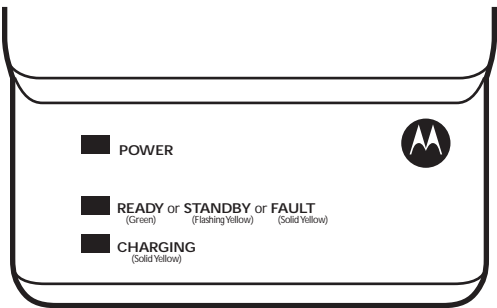 POWER
READY or STANDBY or FAULT
(Green) (Flashing Yellow) (Solid Yellow)
CHARGING
(Solid Yellow)